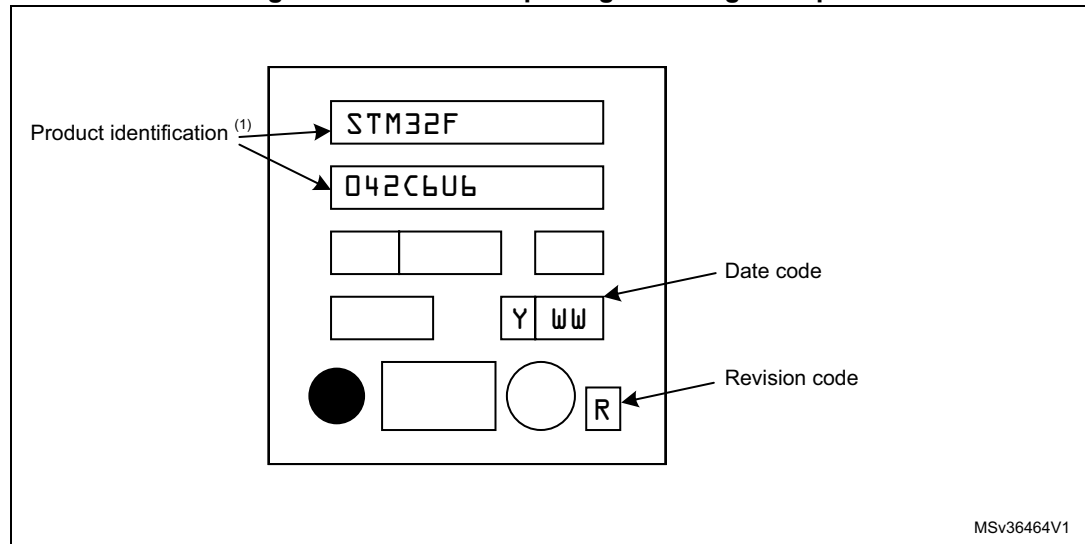 Product identification (1)
STM32F
042C6U6
Date code
Y WW
Revision code
R
MSv36464V1